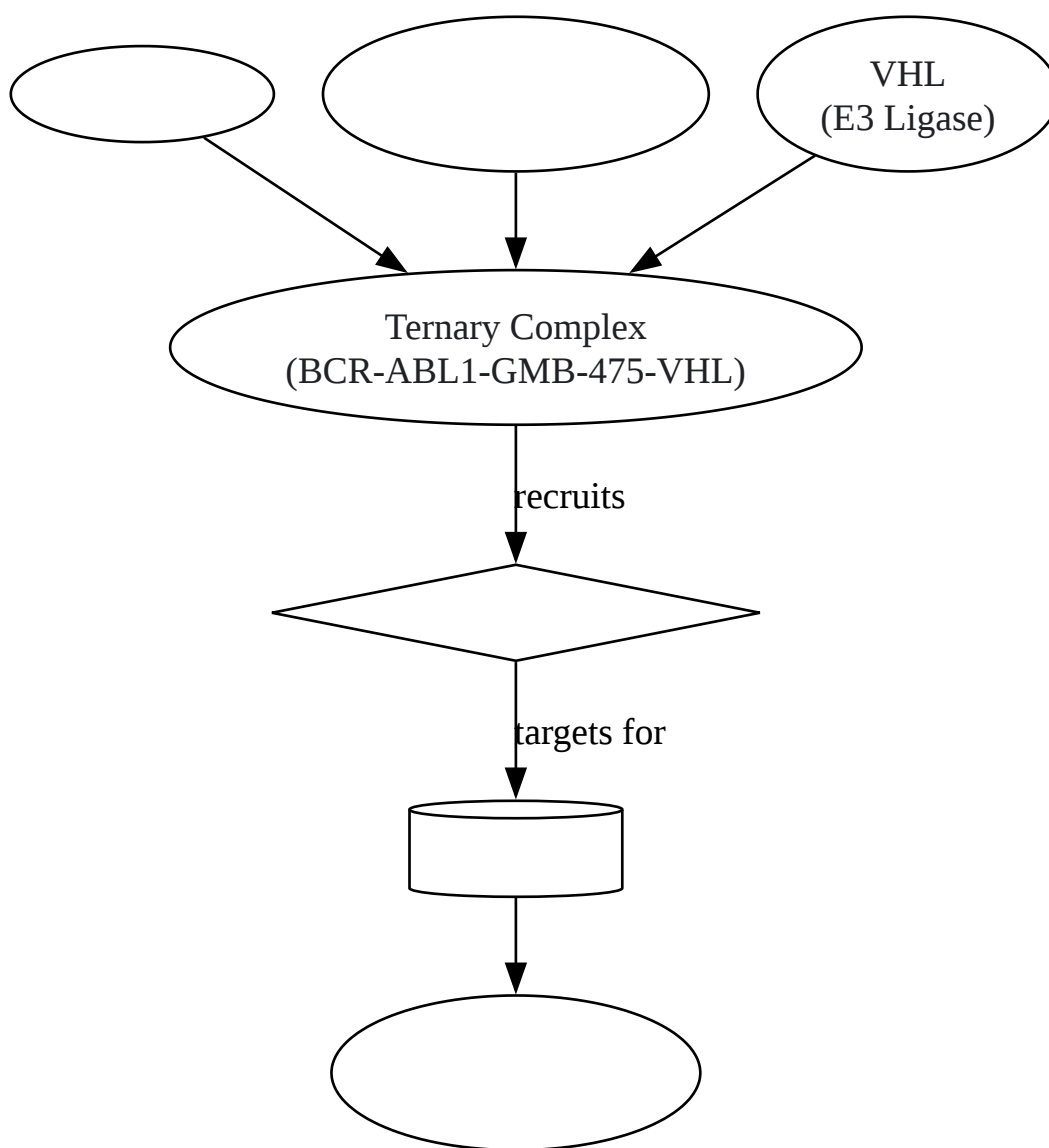 VHL
(E3 Ligase)
Ternary Complex
(BCR-ABL1-GMB-475-VHL)
recruits
targets for